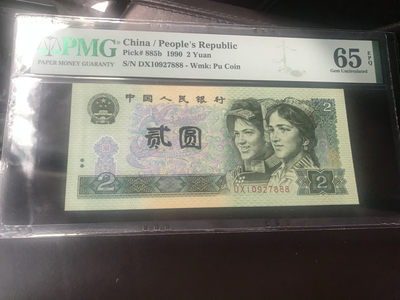 PMG
PAPER MONEY GUARANTY
China / People's Republic
Pick# 885b 1990 2 Yuan
S/N DX10927888 - Wmk: Pu Coin
65 EPQ
Gem Uncirculated
中国人民银行
2
贰圆
2
DX10927888
2